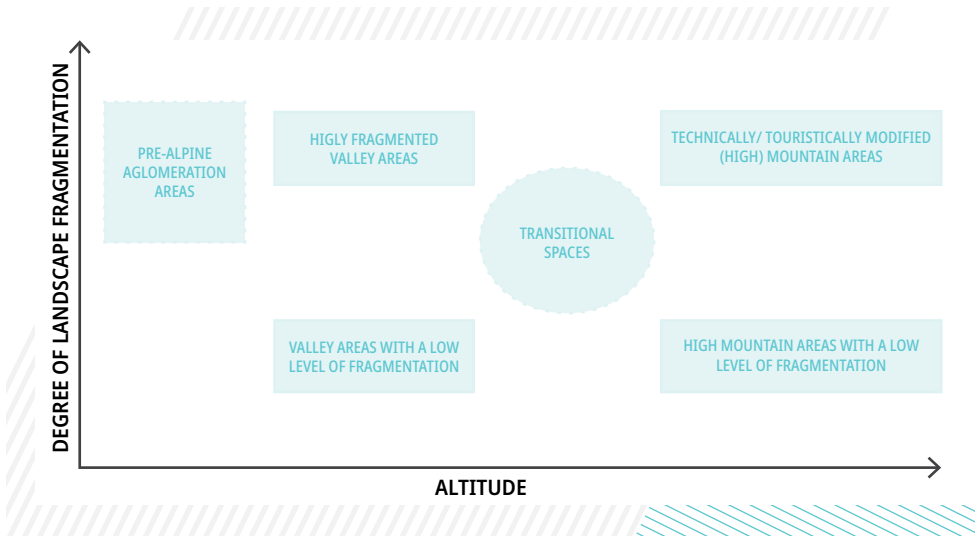 DEGREE OF LANDSCAPE FRAGMENTATION
PRE-ALPINE
AGLOMERATION
AREAS
HIGLY FRAGMENTED
VALLEY AREAS
TECHNICALLY/ TOURISTICALLY MODIFIED
(HIGH) MOUNTAIN AREAS
TRANSITIONAL
SPACES
VALLEY AREAS WITH A LOW
LEVEL OF FRAGMENTATION
HIGH MOUNTAIN AREAS WITH A LOW
LEVEL OF FRAGMENTATION
ALTITUDE